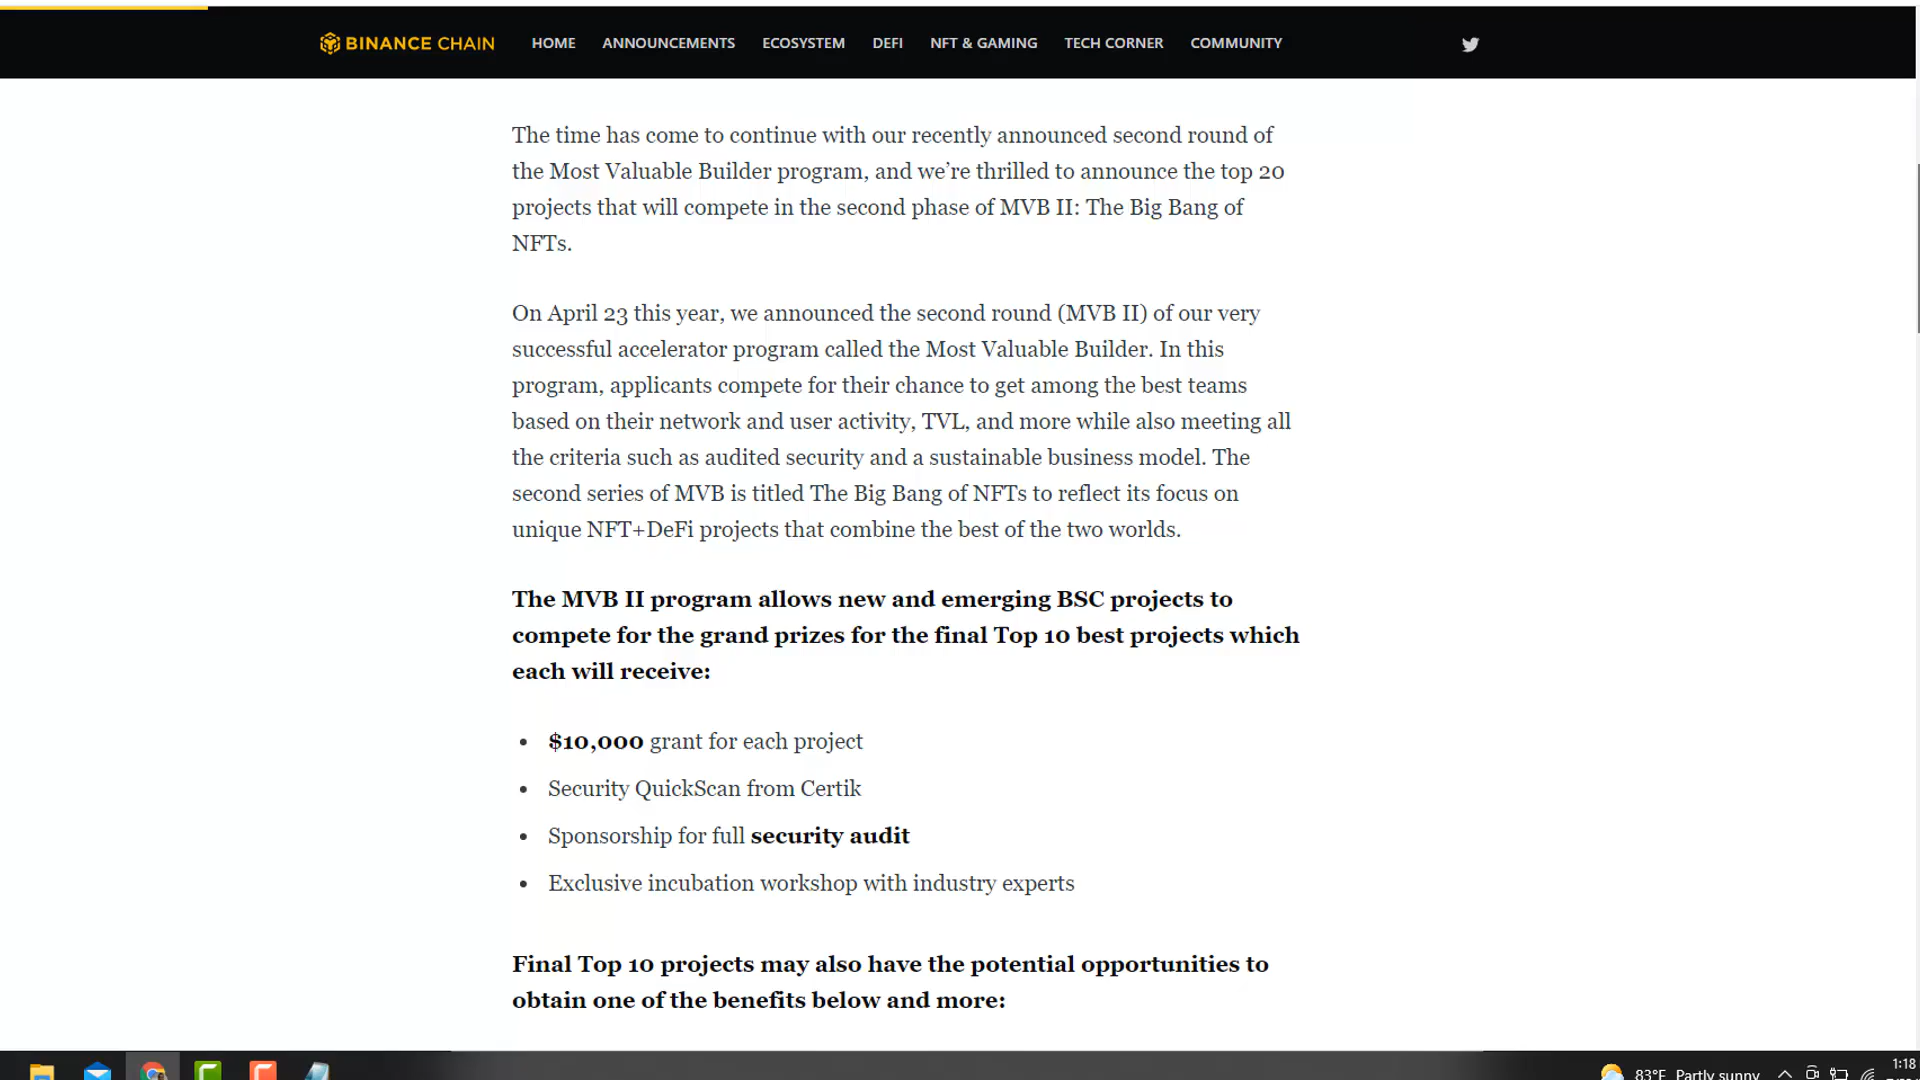 BINANCE CHAIN HOME ANNOUNCEMENTS ECOSYSTEM DEFI NFT & GAMING TECH CORNER COMMUNITY
The time has come to continue with our recently announced second round of
the Most Valuable Builder program, and we’re thrilled to announce the top 20
projects that will compete in the second phase of MVB II: The Big Bang of
NFTs.
On April 23 this year, we announced the second round (MVB II) of our very
successful accelerator program called the Most Valuable Builder. In this
program, applicants compete for their chance to get among the best teams
based on their network and user activity, TVL, and more while also meeting all
the criteria such as audited security and a sustainable business model. The
second series of MVB is titled The Big Bang of NFTs to reflect its focus on
unique NFT+DeFi projects that combine the best of the two worlds.
The MVB II program allows new and emerging BSC projects to
compete for the grand prizes for the final Top 10 best projects which
each will receive:
• $10,000 grant for each project
• Security QuickScan from Certik
• Sponsorship for full security audit
• Exclusive incubation workshop with industry experts
Final Top 10 projects may also have the potential opportunities to
obtain one of the benefits below and more:
83°F Partly sunny
1:18